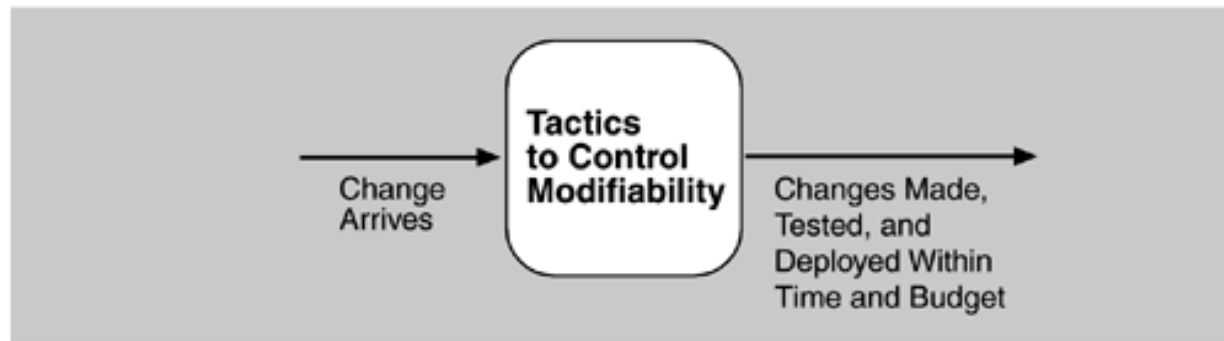 Change
Arrives
Tactics
to Control
Modifiability
Changes Made,
Tested, and
Deployed Within
Time and Budget